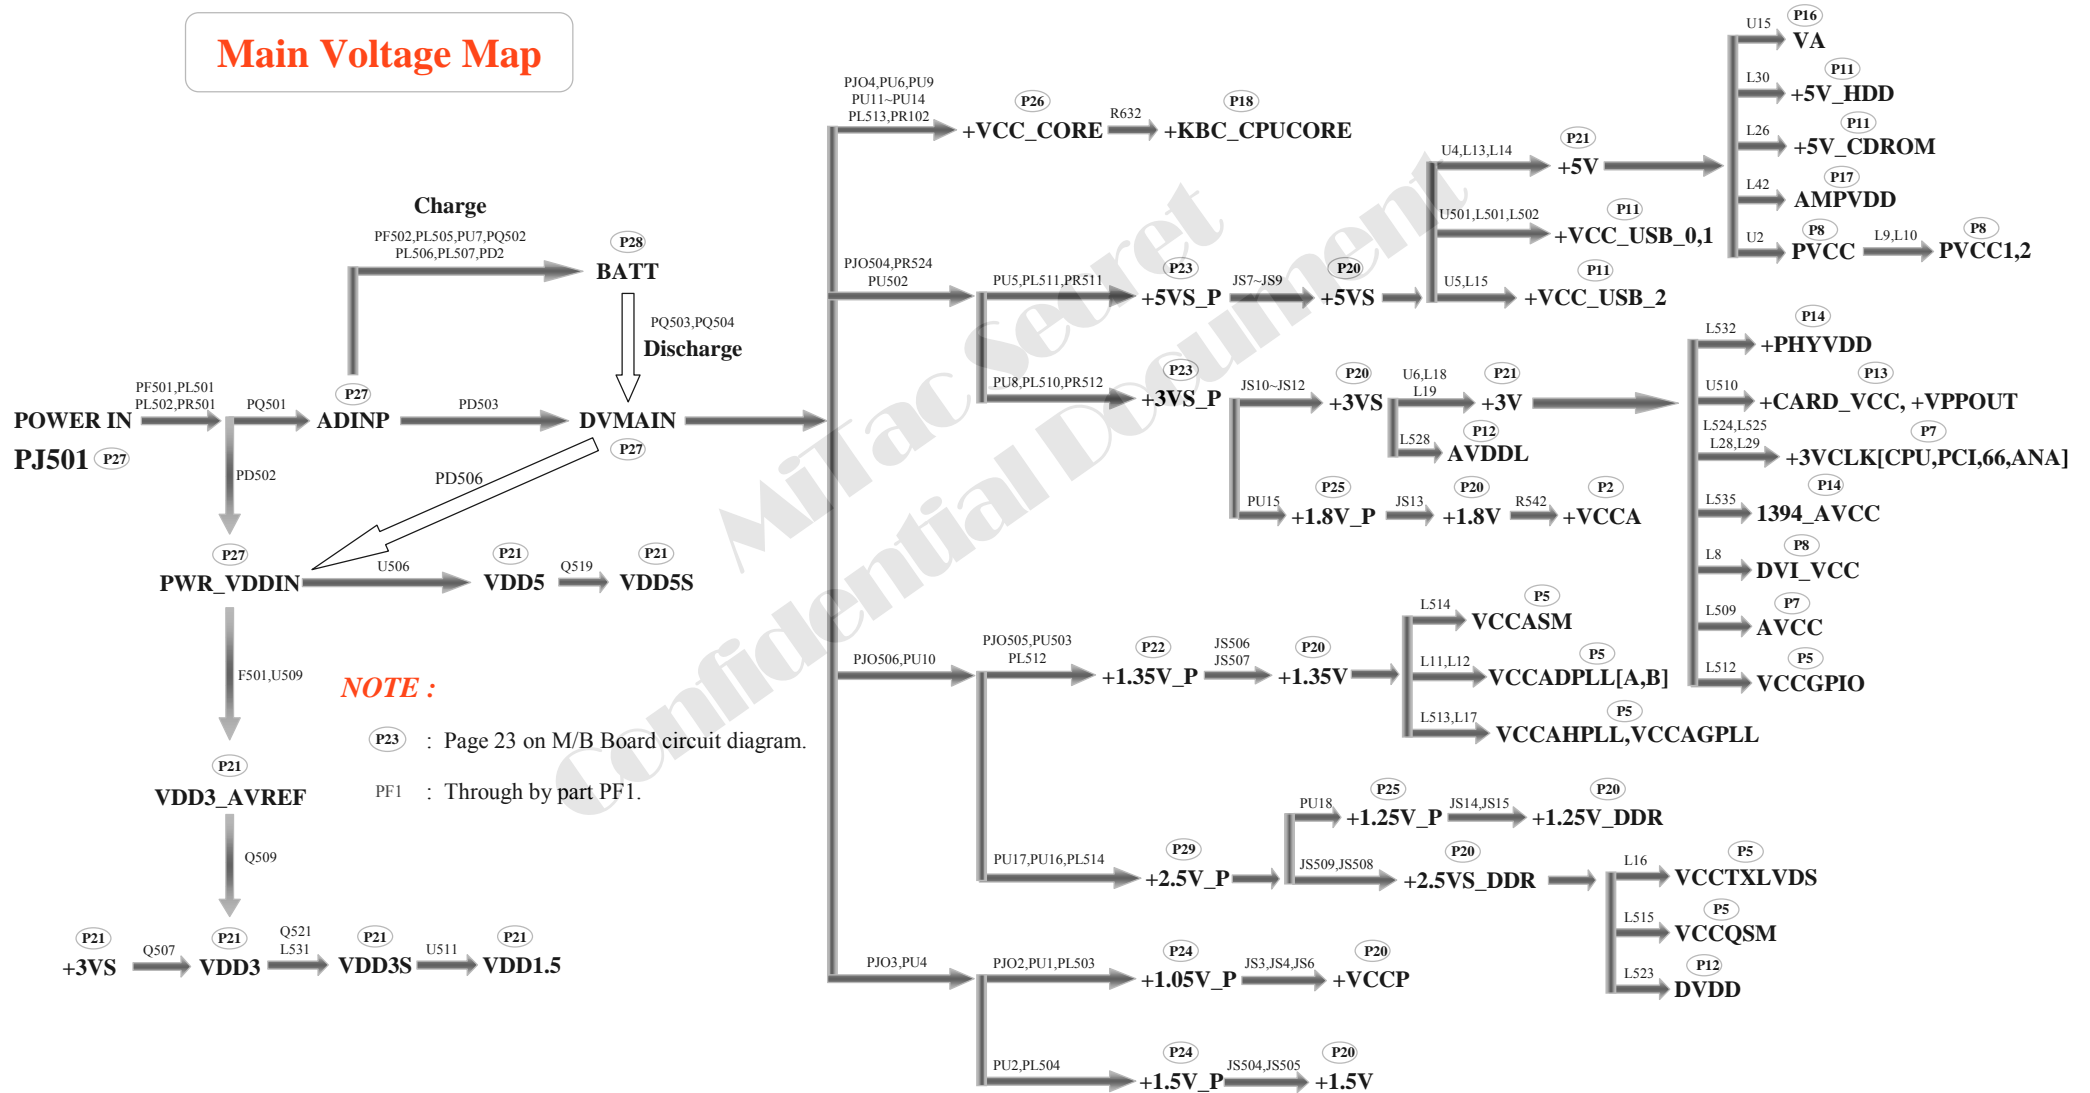 Main Voltage Map
POWER IN
PJ501 P27
PF501,PL501
PL502,PR501
PQ501
P27
ADINP
PD503
Charge
PF502,PL505,PU7,PQ502
PL506,PL507,PD2
P28
BATT
PQ503,PQ504
Discharge
DVMAIN
P27
PD502
PD506
P27
PWR_VDDIN
U506
P21
VDD5
Q519
P21
VDD5S
F501,U509
P21
VDD3_AVREF
Q509
P21
+3VS
Q507
P21
VDD3
Q521
L531
P21
VDD3S
U511
P21
VDD1.5
NOTE :
P23 : Page 23 on M/B Board circuit diagram.
PF1 : Through by part PF1.
PJO4,PU6,PU9
PU11~PU14
PL513,PR102
P26
+VCC_CORE
R632
P18
+KBC_CPUCORE
PJO504,PR524
PU502
PU5,PL511,PR511
P23
+5VS_P
JS7~JS9
P20
+5VS
U4,L13,L14
P21
+5V
U501,L501,L502
P11
+VCC_USB_0,1
U5,L15
P11
+VCC_USB_2
U15
P16
VA
L30
P11
+5V_HDD
L26
P11
+5V_CDROM
L42
P17
AMPVDD
U2
P8
PVCC
L9,L10
P8
PVCC1,2
PU8,PL510,PR512
P23
+3VS_P
JS10~JS12
P20
+3VS
U6,L18
L19
P21
+3V
L528
P12
AVDDL
PU15
P25
+1.8V_P
JS13
P20
+1.8V
R542
P2
+VCCA
L532
P14
+PHYVDD
U510
P13
+CARD_VCC, +VPPOUT
L524,L525
L28,L29
P7
+3VCLK[CPU,PCI,66,ANA]
L535
P14
1394_AVCC
L8
P8
DVI_VCC
L509
P7
AVCC
L512
P5
VCCGPIO
PJO506,PU10
PJO505,PU503
PL512
P22
+1.35V_P
JS506
JS507
P20
+1.35V
L514
P5
VCCASM
L11,L12
P5
VCCADPLL[A,B]
L513,L17
P5
VCCAHPLL,VCCAGPLL
PU17,PU16,PL514
P29
+2.5V_P
PU18
P25
+1.25V_P
JS14,JS15
P20
+1.25V_DDR
JS509,JS508
P20
+2.5VS_DDR
L16
P5
VCCTXLVDS
L515
P5
VCCQSM
L523
P12
DVDD
PJO3,PU4
PJO2,PU1,PL503
P24
+1.05V_P
JS3,JS4,JS6
P20
+VCCP
PU2,PL504
P24
+1.5V_P
JS504,JS505
P20
+1.5V
MiTac Secret
Confidential Document